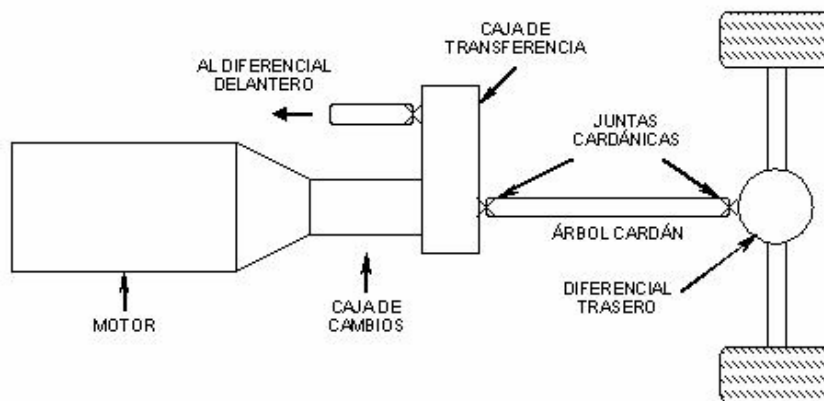 CAJA DE
TRANSFERENCIA
AL DIFERENCIAL
DELANTERO
JUNTAS
CARDÁNICAS
ÁRBOL CARDÁN
DIFERENCIAL
TRASERO
MOTOR
CAJA DE
CAMBIOS